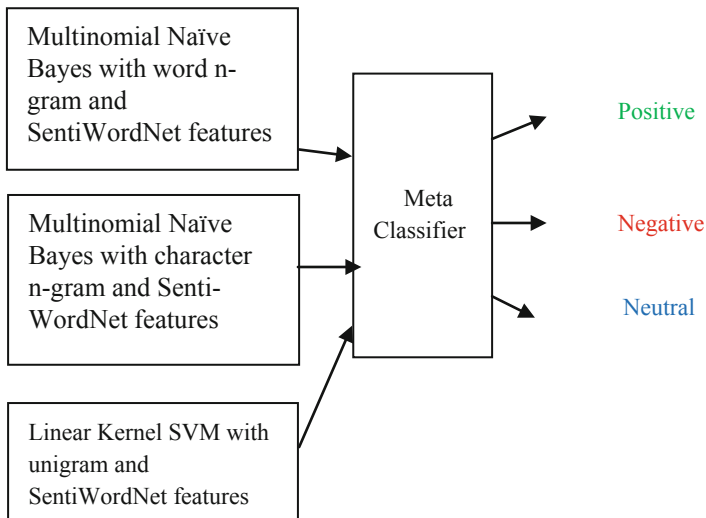 Multinomial Naïve
Bayes with word n-
gram and
SentiWordNet features
Multinomial Naïve
Bayes with character
n-gram and Senti-
WordNet features
Linear Kernel SVM with
unigram and
SentiWordNet features
Meta
Classifier
Positive
Negative
Neutral